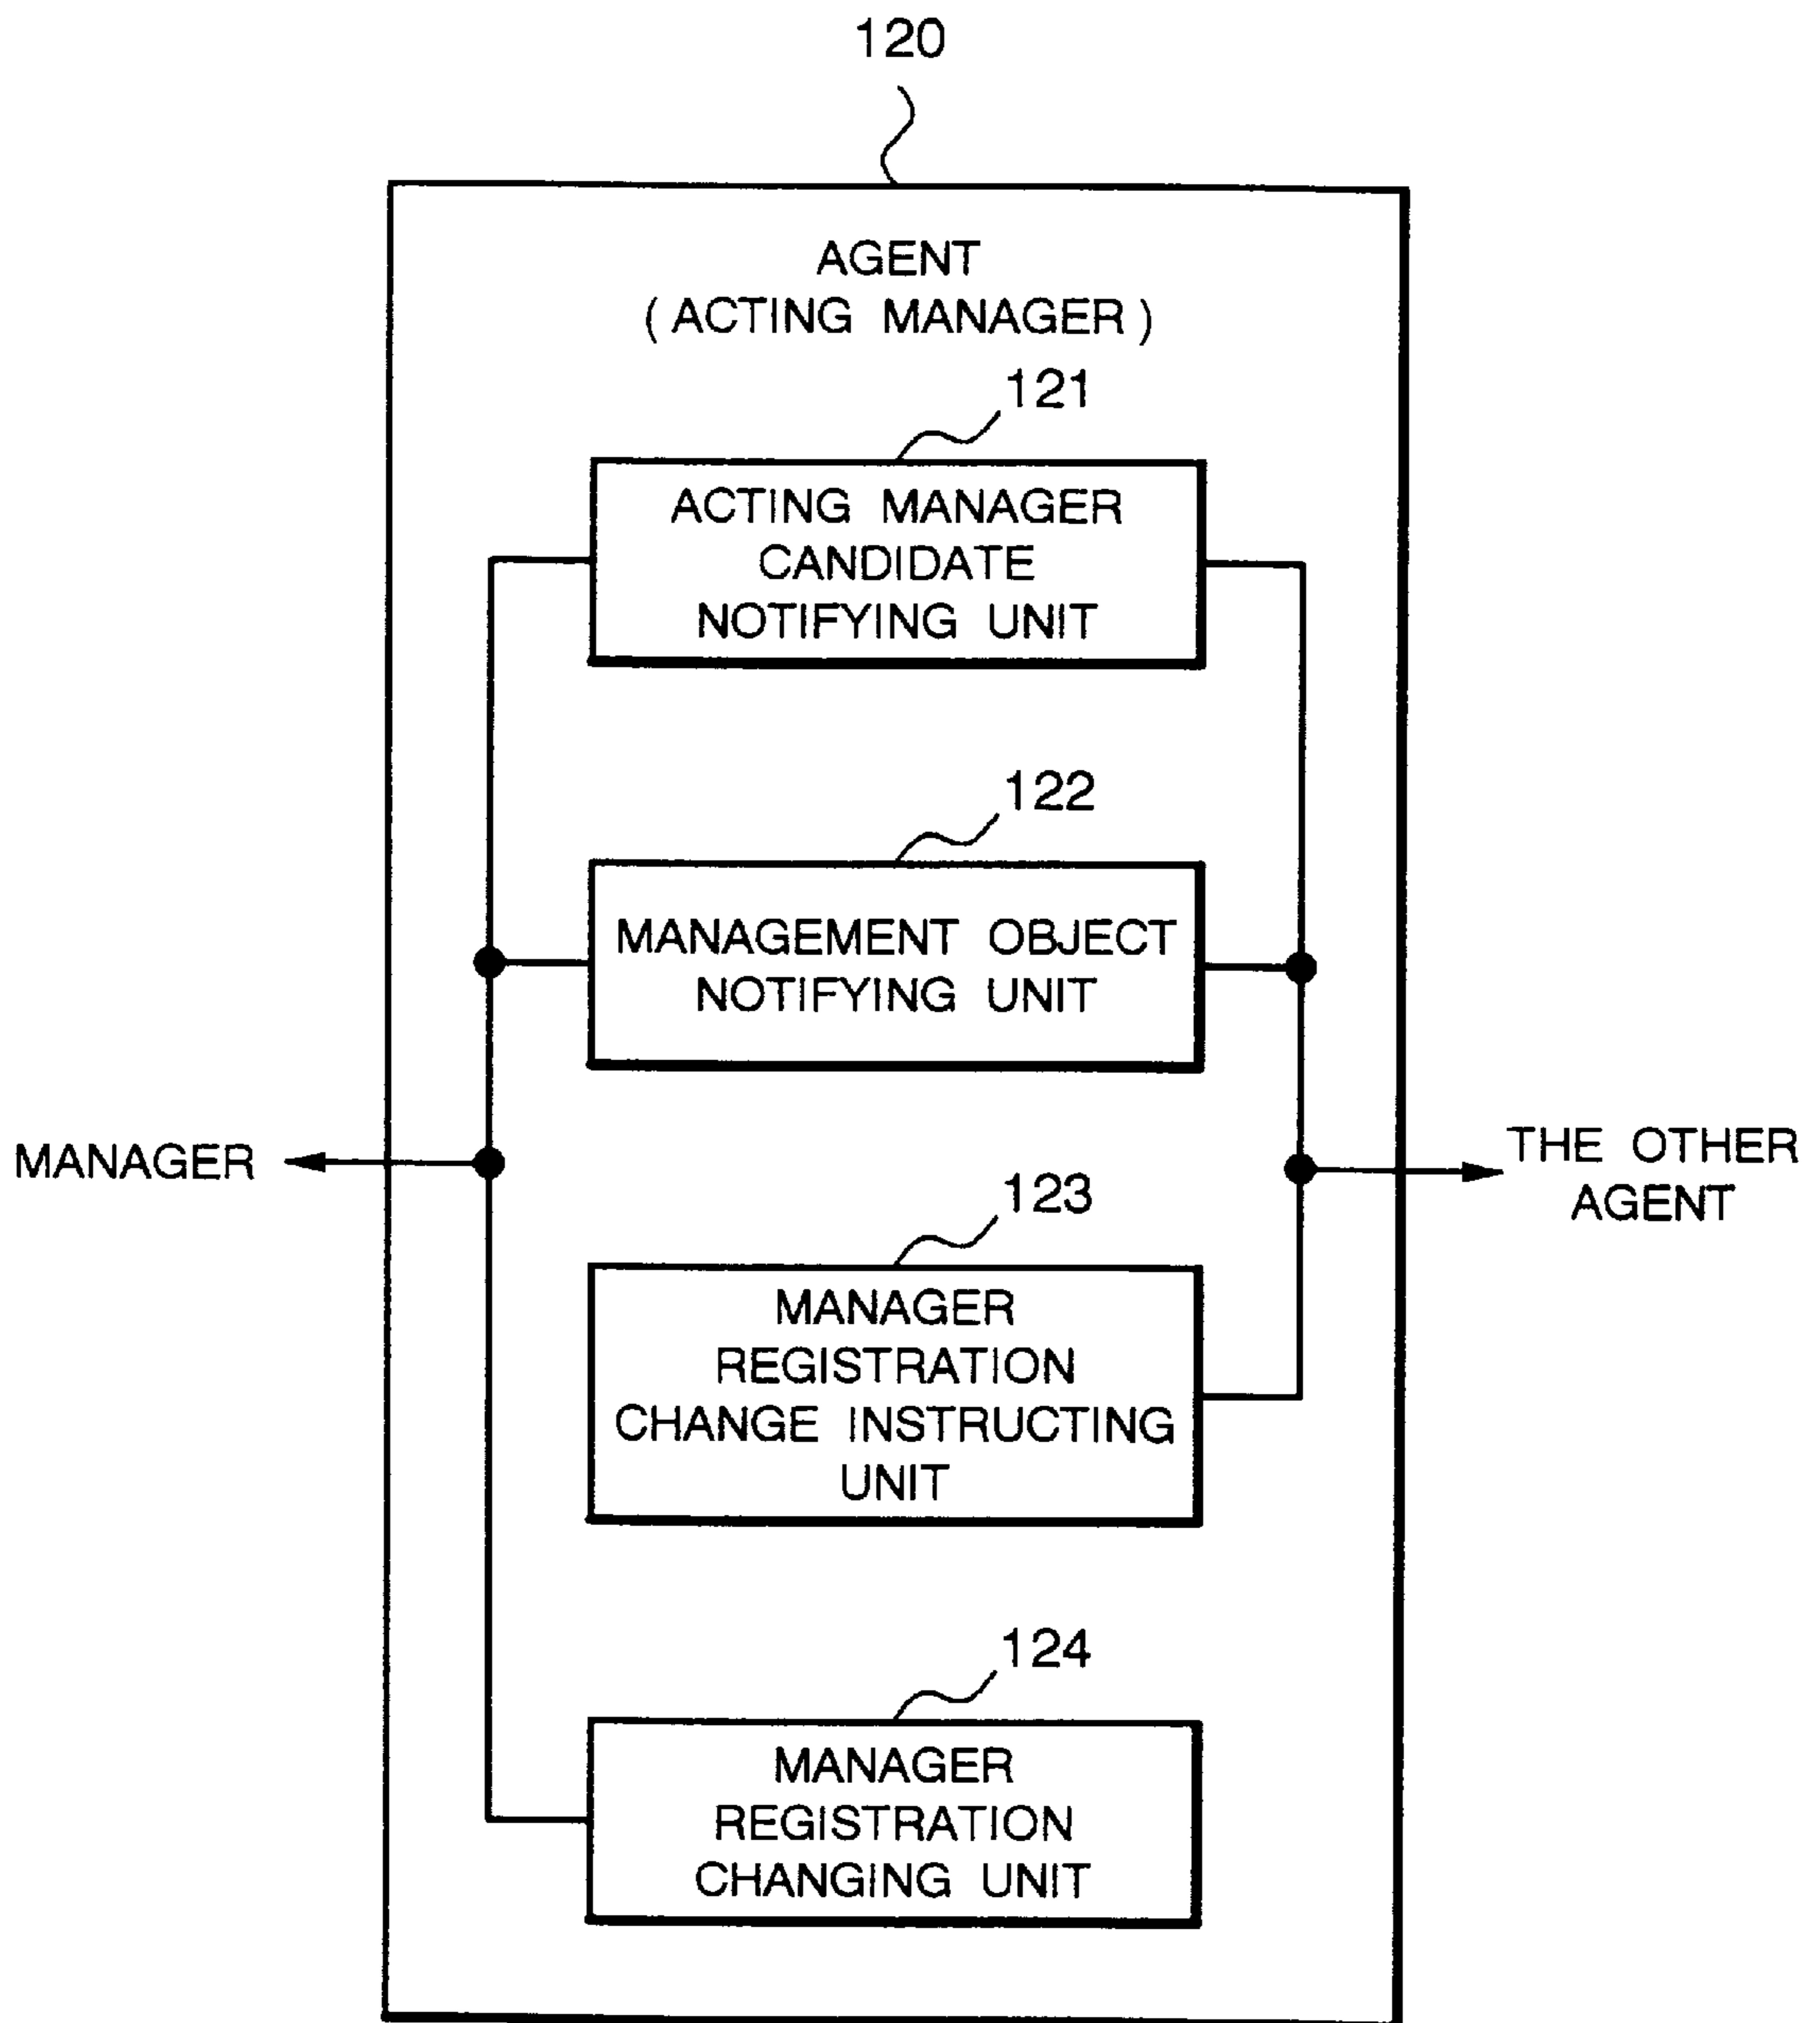 120
AGENT
( ACTING MANAGER )
121
ACTING MANAGER
CANDIDATE
NOTIFYING UNIT
122
MANAGEMENT OBJECT
NOTIFYING UNIT
MANAGER
THE OTHER
AGENT
123
MANAGER
REGISTRATION
CHANGE INSTRUCTING
UNIT
124
MANAGER
REGISTRATION
CHANGING UNIT